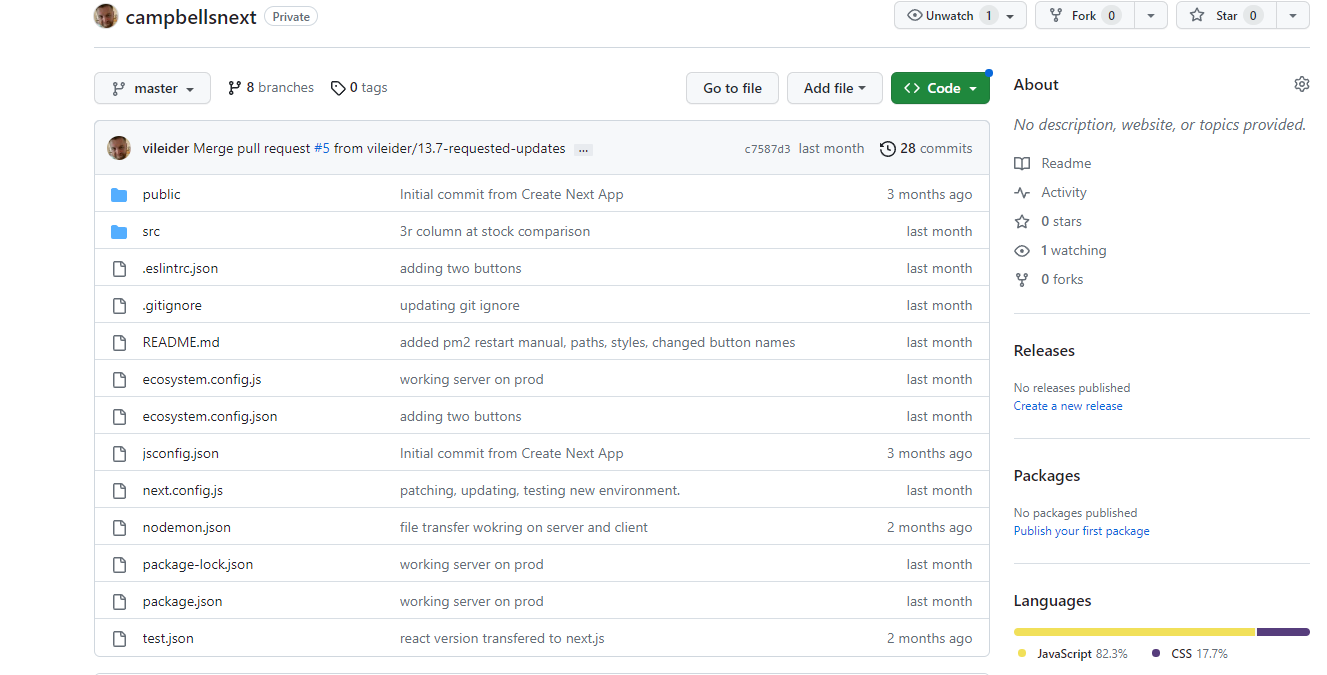 campbellsnext Private Unwatch 1 Fork 0 Star 0
master 8 branches 0 tags Go to file Add file <> Code
vileider Merge pull request #5 from vileider/13.7-requested-updates ... c7587d3 last month 28 commits
public Initial commit from Create Next App 3 months ago
src 3r column at stock comparison last month
.eslintrc.json adding two buttons last month
.gitignore updating git ignore last month
README.md added pm2 restart manual, paths, styles, changed button names last month
ecosystem.config.js working server on prod last month
ecosystem.config.json adding two buttons last month
jsconfig.json Initial commit from Create Next App 3 months ago
next.config.js patching, updating, testing new environment. last month
nodemon.json file transfer wokring on server and client 2 months ago
package-lock.json working server on prod last month
package.json working server on prod last month
test.json react version transfered to next.js 2 months ago
About
No description, website, or topics provided.
Readme
Activity
0 stars
1 watching
0 forks
Releases
No releases published
Create a new release
Packages
No packages published
Publish your first package
Languages
JavaScript 82.3% CSS 17.7%